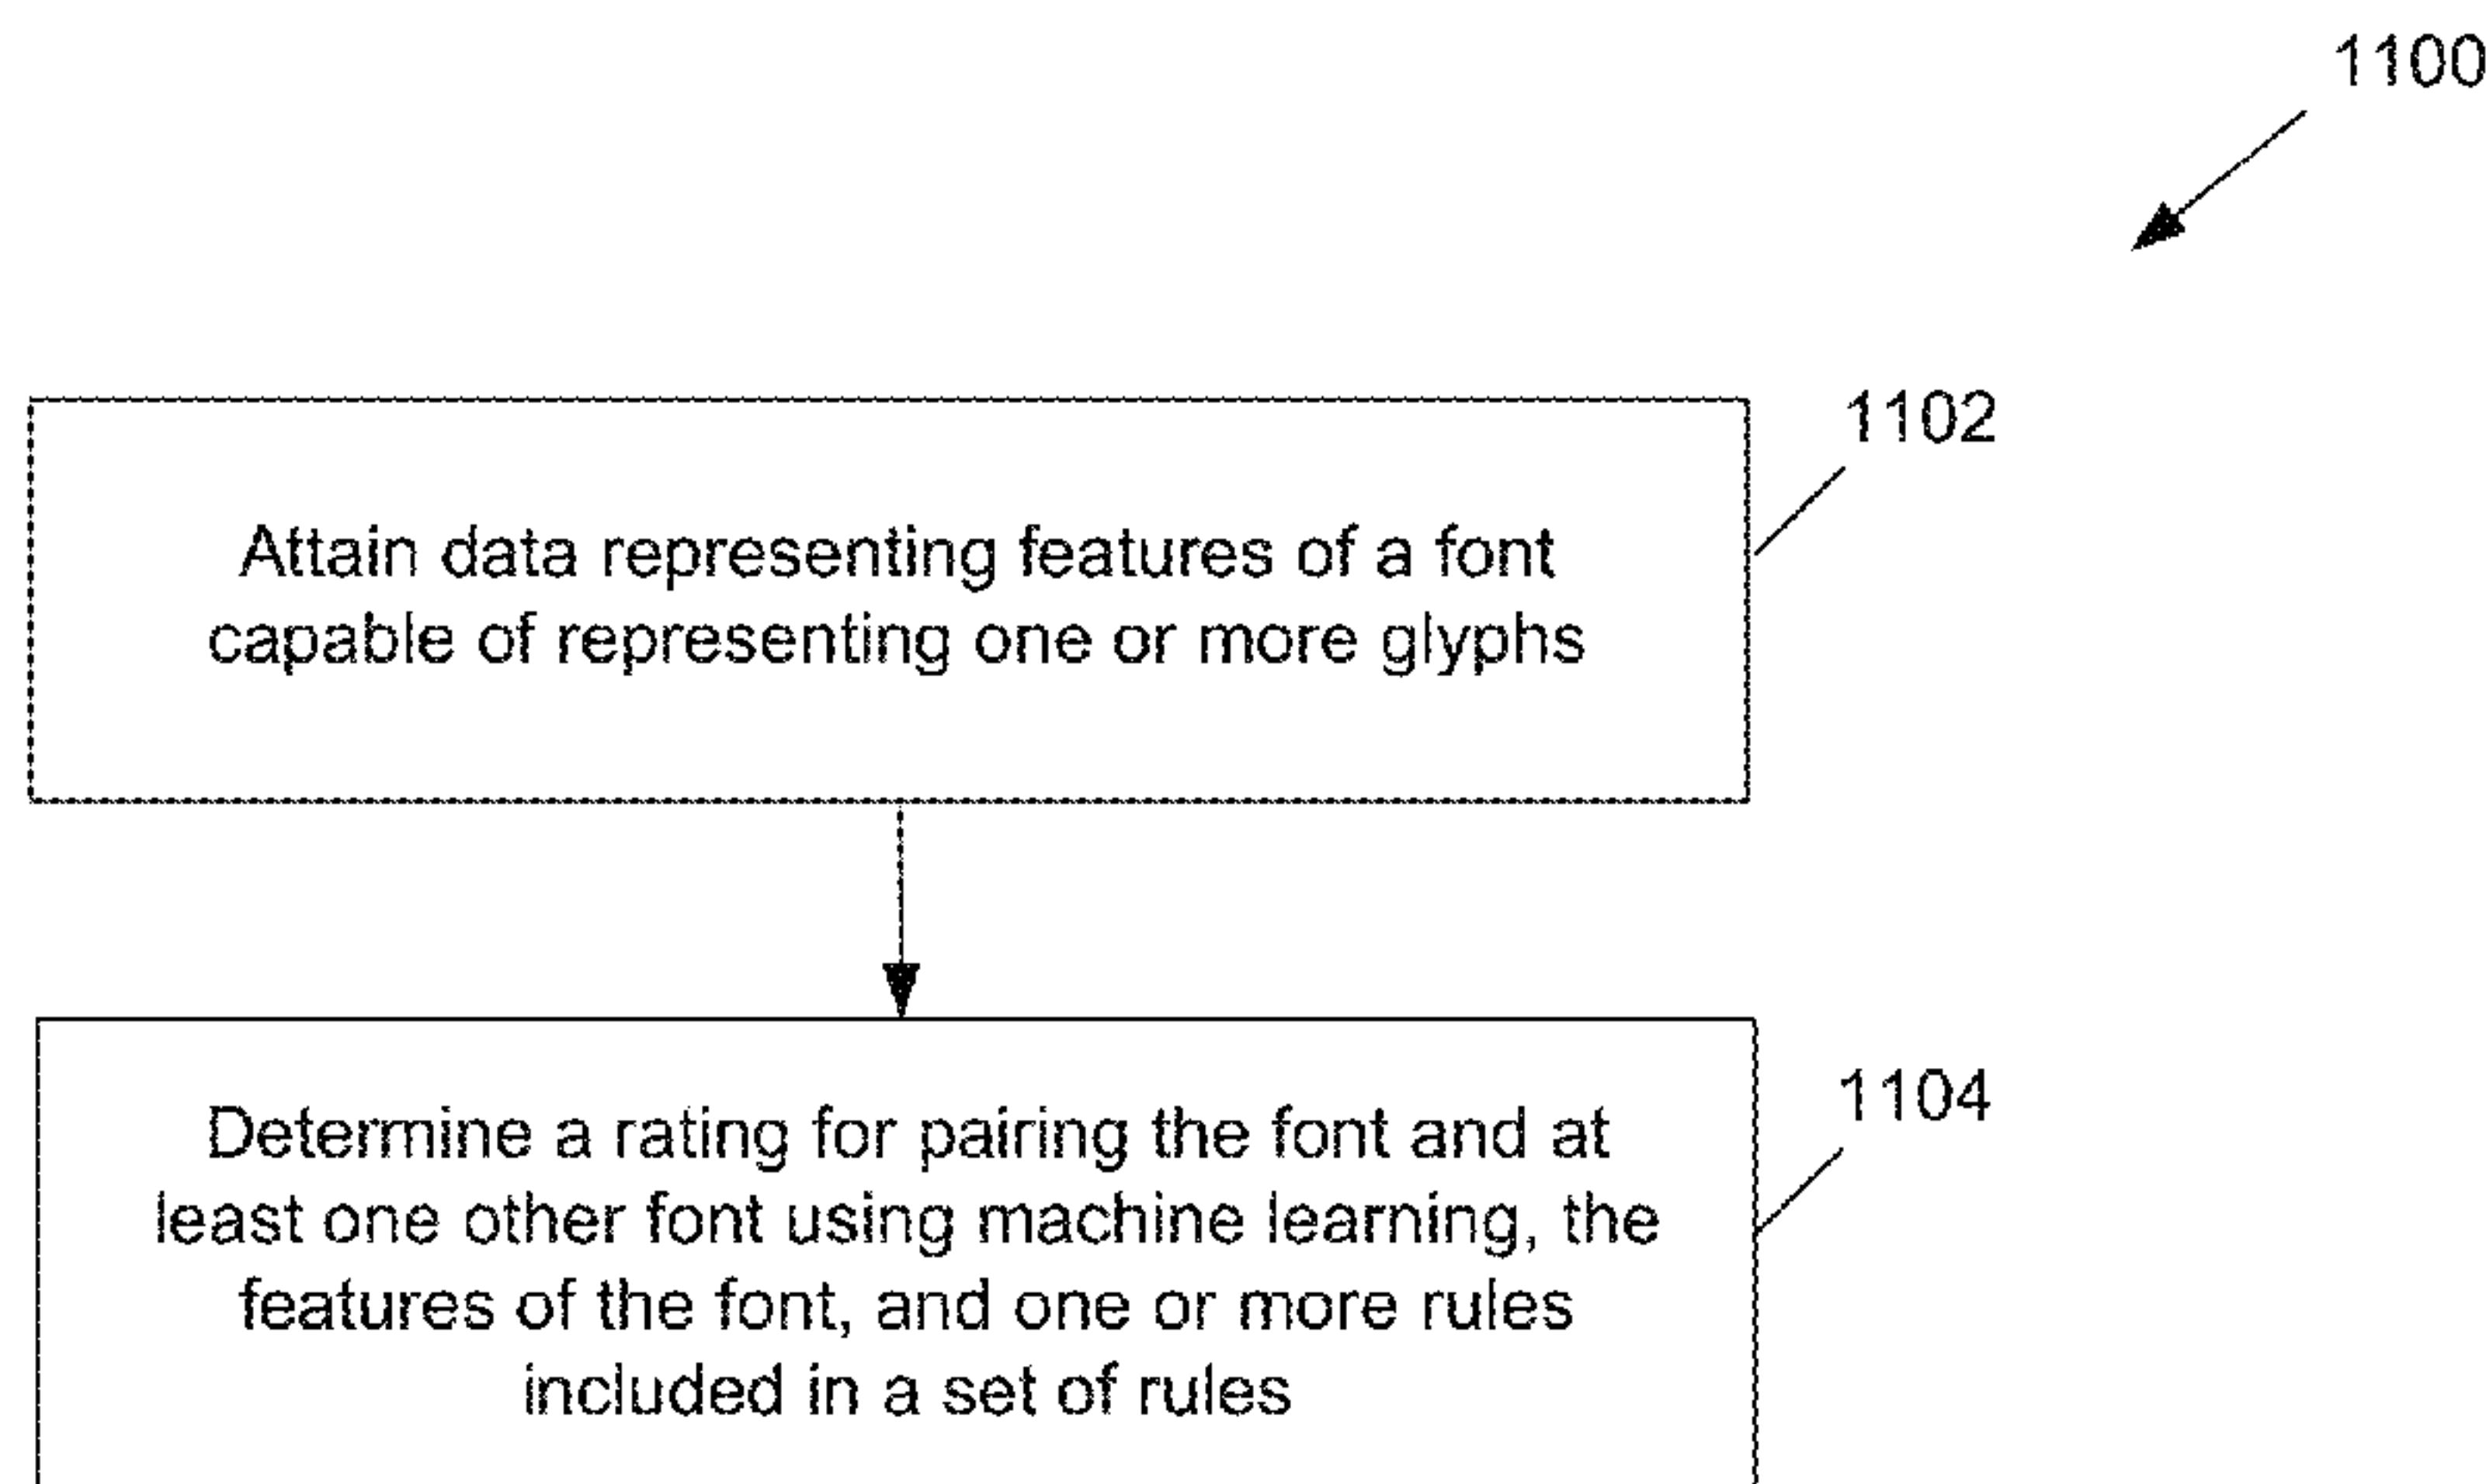 1100
1102
Attain data representing features of a font
capable of representing one or more glyphs
1104
Determine a rating for pairing the font and at
least one other font using machine learning, the
features of the font, and one or more rules
included in a set of rules